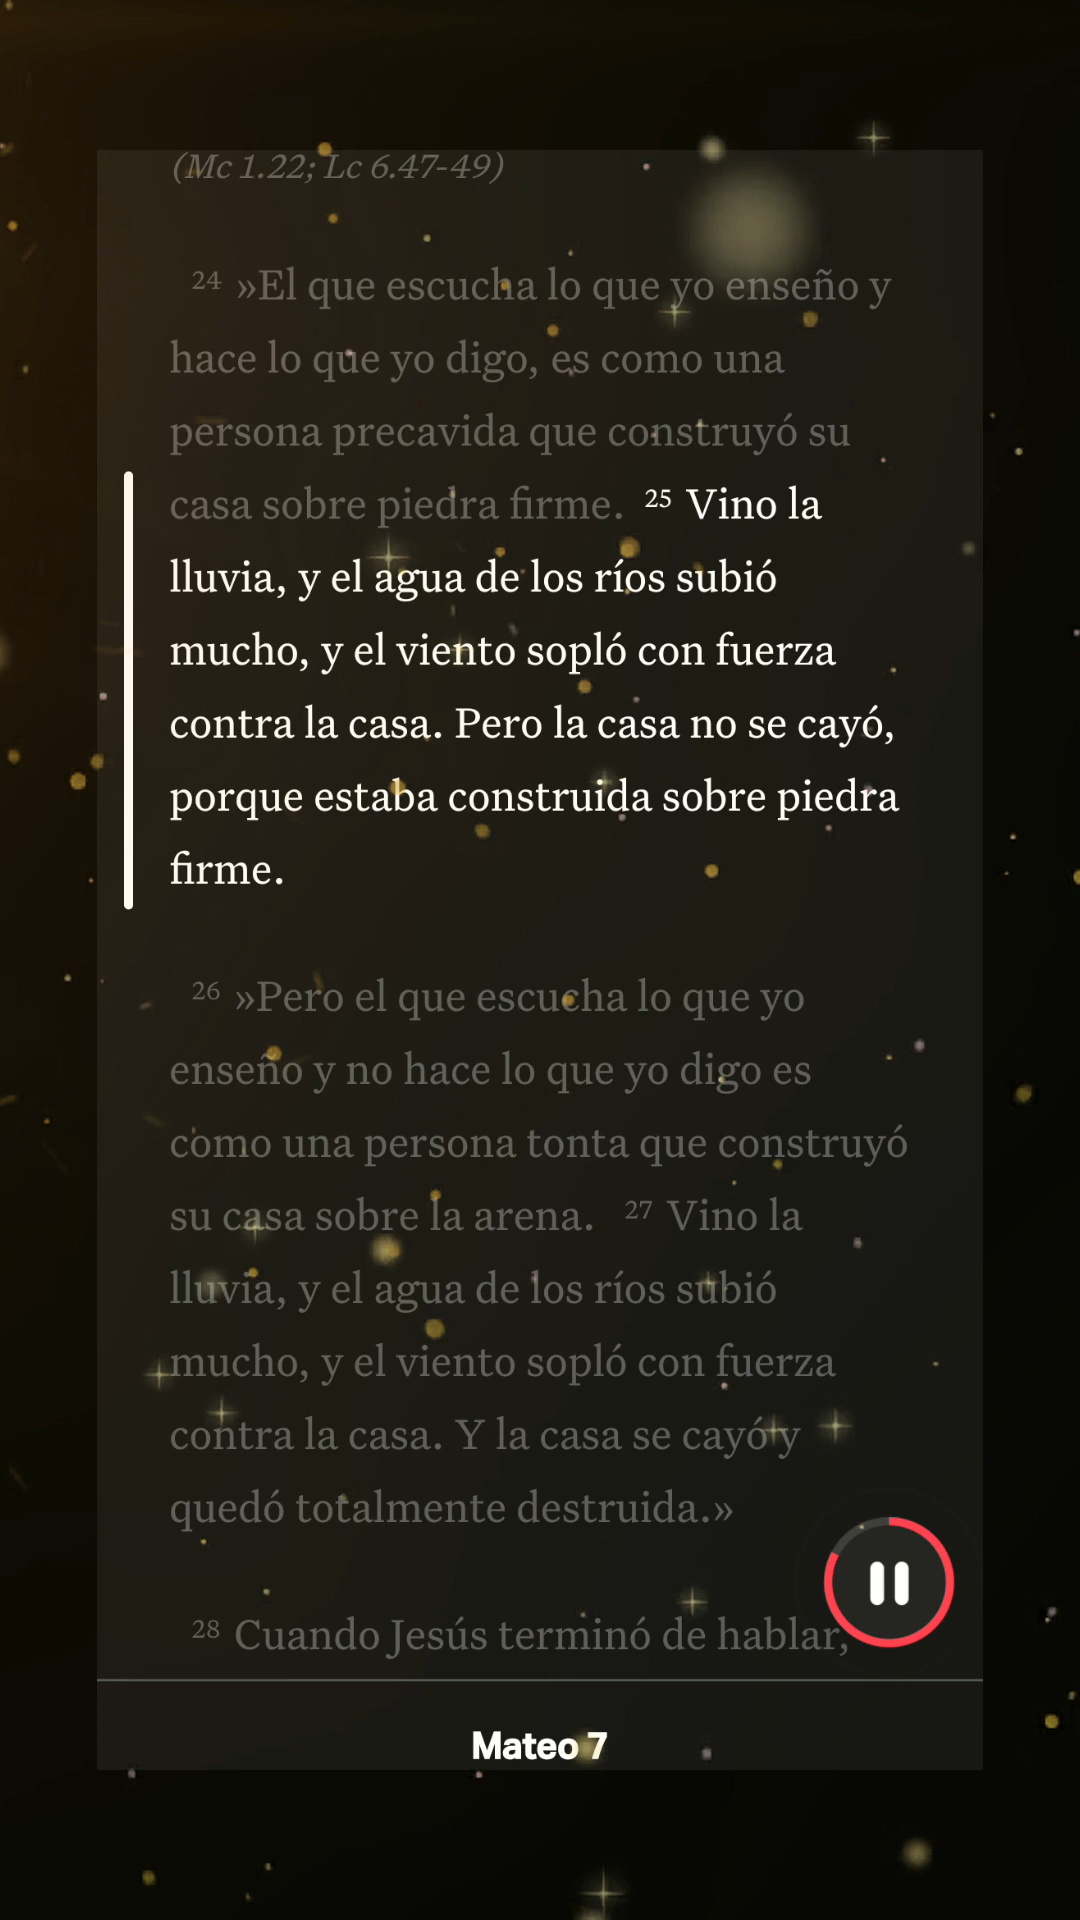 (Mc 1.22; Lc 6.47-49)
24 »El que escucha lo que yo enseño y
hace lo que yo digo, es como una
persona precavida que construyó su
casa sobre piedra firme. 25 Vino la
lluvia, y el agua de los ríos subió
mucho, y el viento sopló con fuerza
contra la casa. Pero la casa no se cayó,
porque estaba construida sobre piedra
firme.
26 »Pero el que escucha lo que yo
enseño y no hace lo que yo digo es
como una persona tonta que construyó
su casa sobre la arena. 27 Vino la
lluvia, y el agua de los ríos subió
mucho, y el viento sopló con fuerza
contra la casa. Y la casa se cayó y
quedó totalmente destruida.»
28 Cuando Jesús terminó de hablar,
Mateo 7